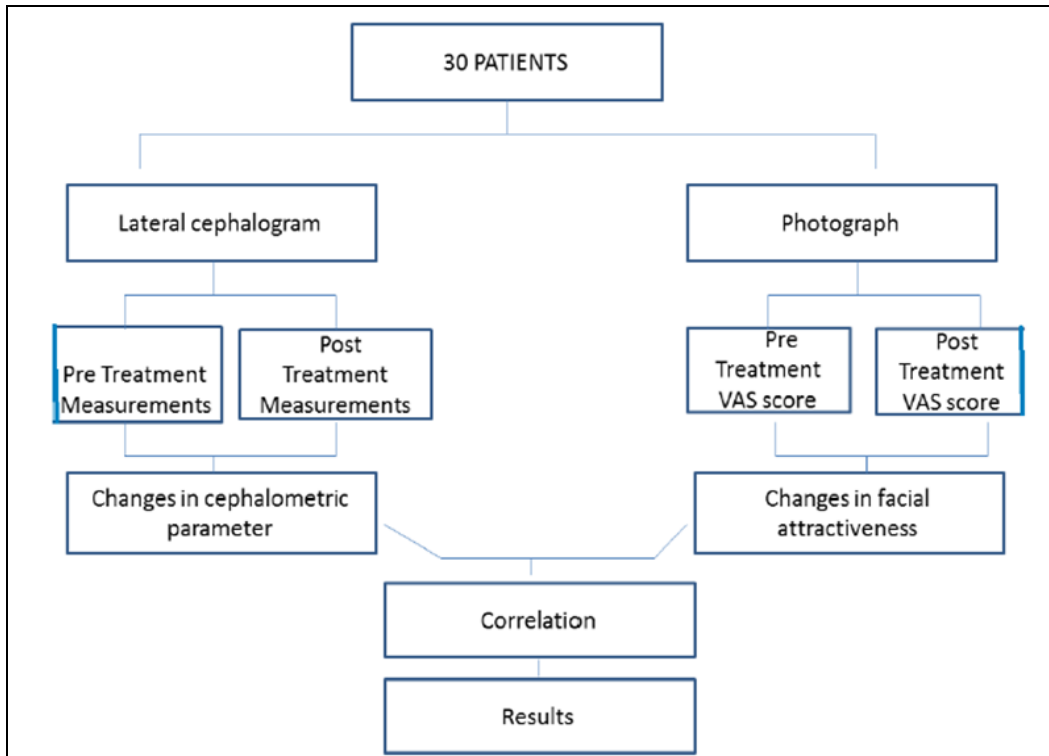 30 PATIENTS
Lateral cephalogram
Photograph
Pre Treatment
Measurements
Post
Treatment
Measurements
Pre
Treatment
VAS score
Post
Treatment
VAS score
Changes in cephalometric
parameter
Changes in facial
attractiveness
Correlation
Results